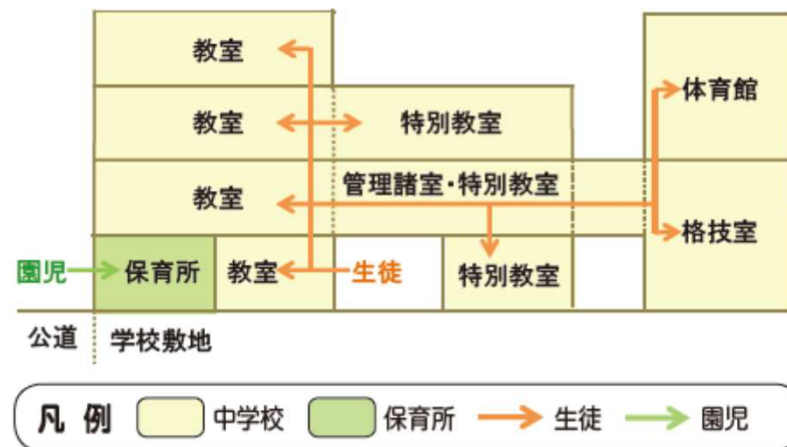 教室
体育館
教室
特別教室
管理諸室・特別教室
教室
格技室
園児
保育所
教室
生徒
特別教室
公道
学校敷地
凡例
中学校
保育所
生徒
園児